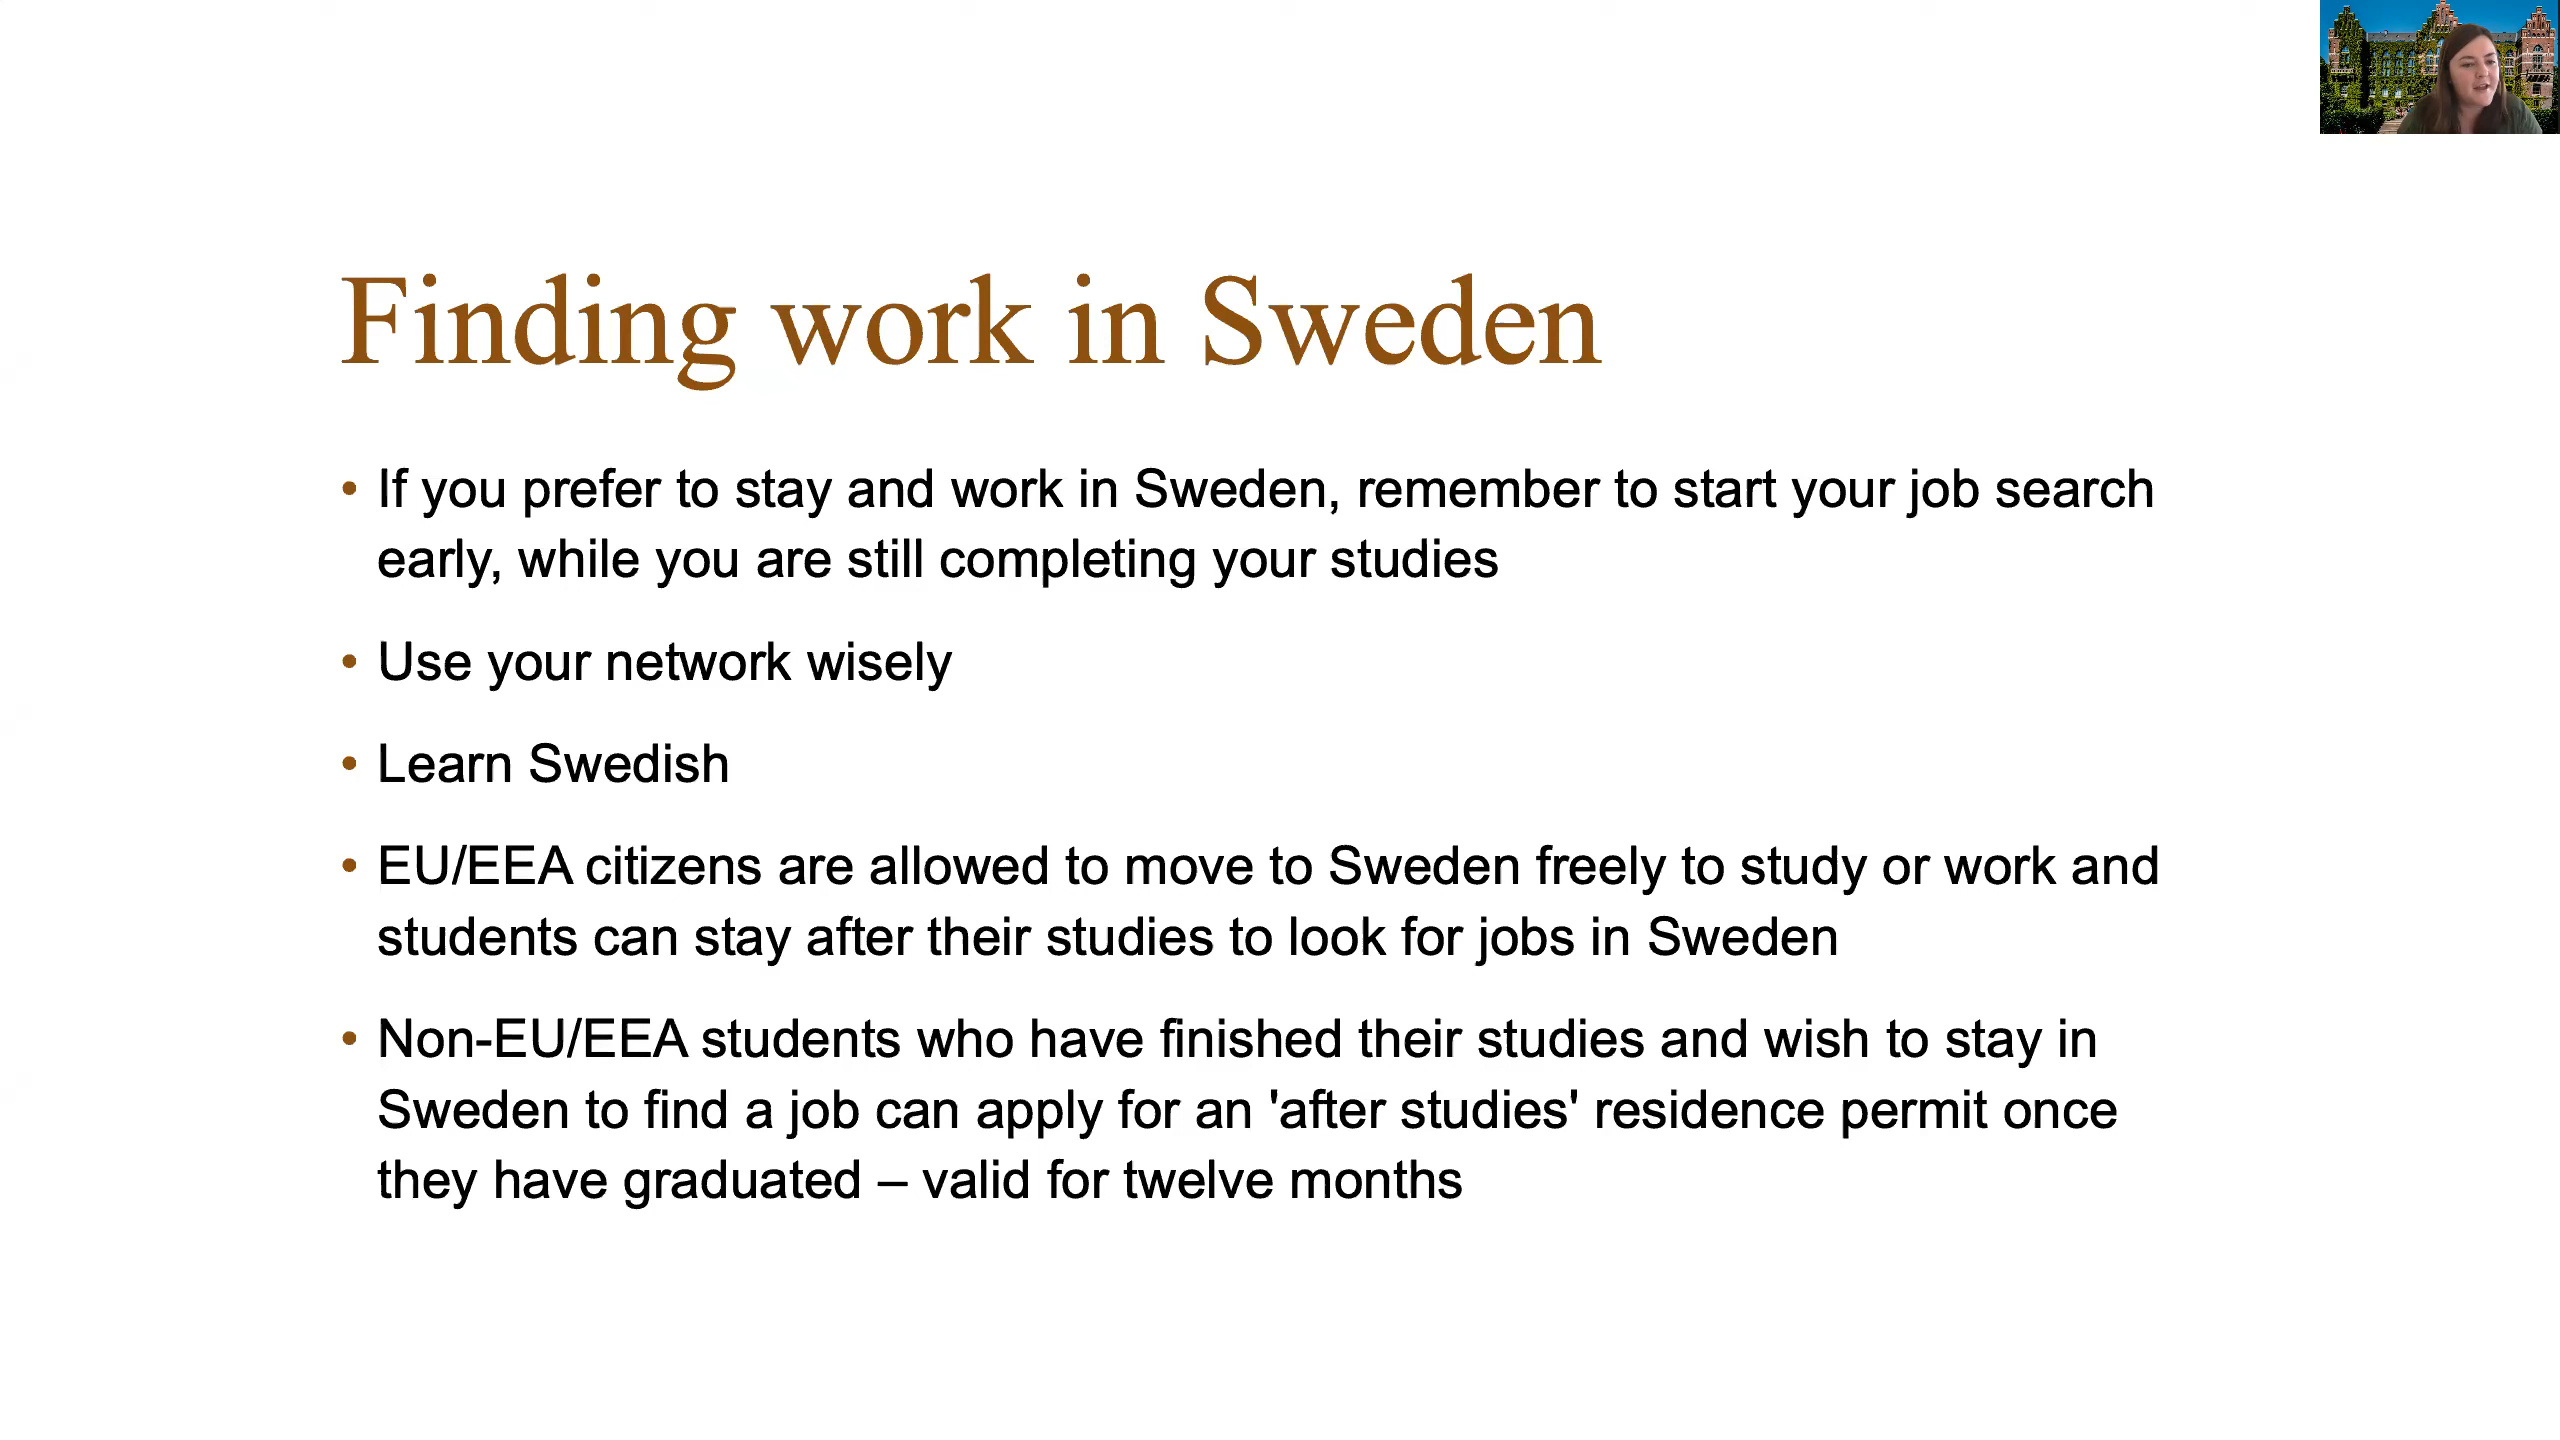 Finding work in Sweden
• If you prefer to stay and work in Sweden, remember to start your job search
early, while you are still completing your studies
• Use your network wisely
• Learn Swedish
• EU/EEA citizens are allowed to move to Sweden freely to study or work and
students can stay after their studies to look for jobs in Sweden
• Non-EU/EEA students who have finished their studies and wish to stay in
Sweden to find a job can apply for an 'after studies' residence permit once
they have graduated – valid for twelve months